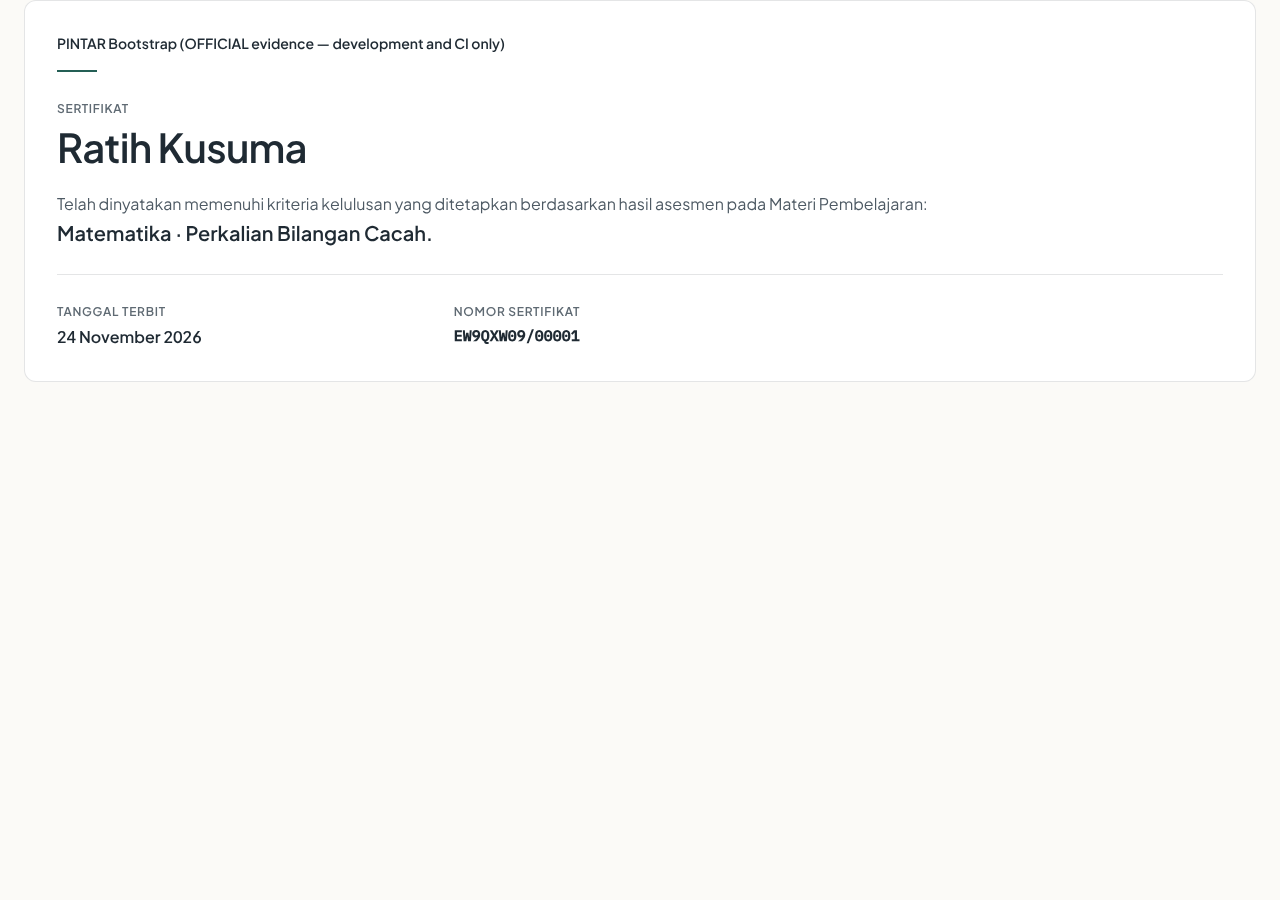 PINTAR Bootstrap (OFFICIAL evidence — development and CI only)
SERTIFIKAT
Ratih Kusuma
Telah dinyatakan memenuhi kriteria kelulusan yang ditetapkan berdasarkan hasil asesmen pada Materi Pembelajaran:
Matematika · Perkalian Bilangan Cacah.
TANGGAL TERBIT
24 November 2026
NOMOR SERTIFIKAT
EW9QXW09/00001